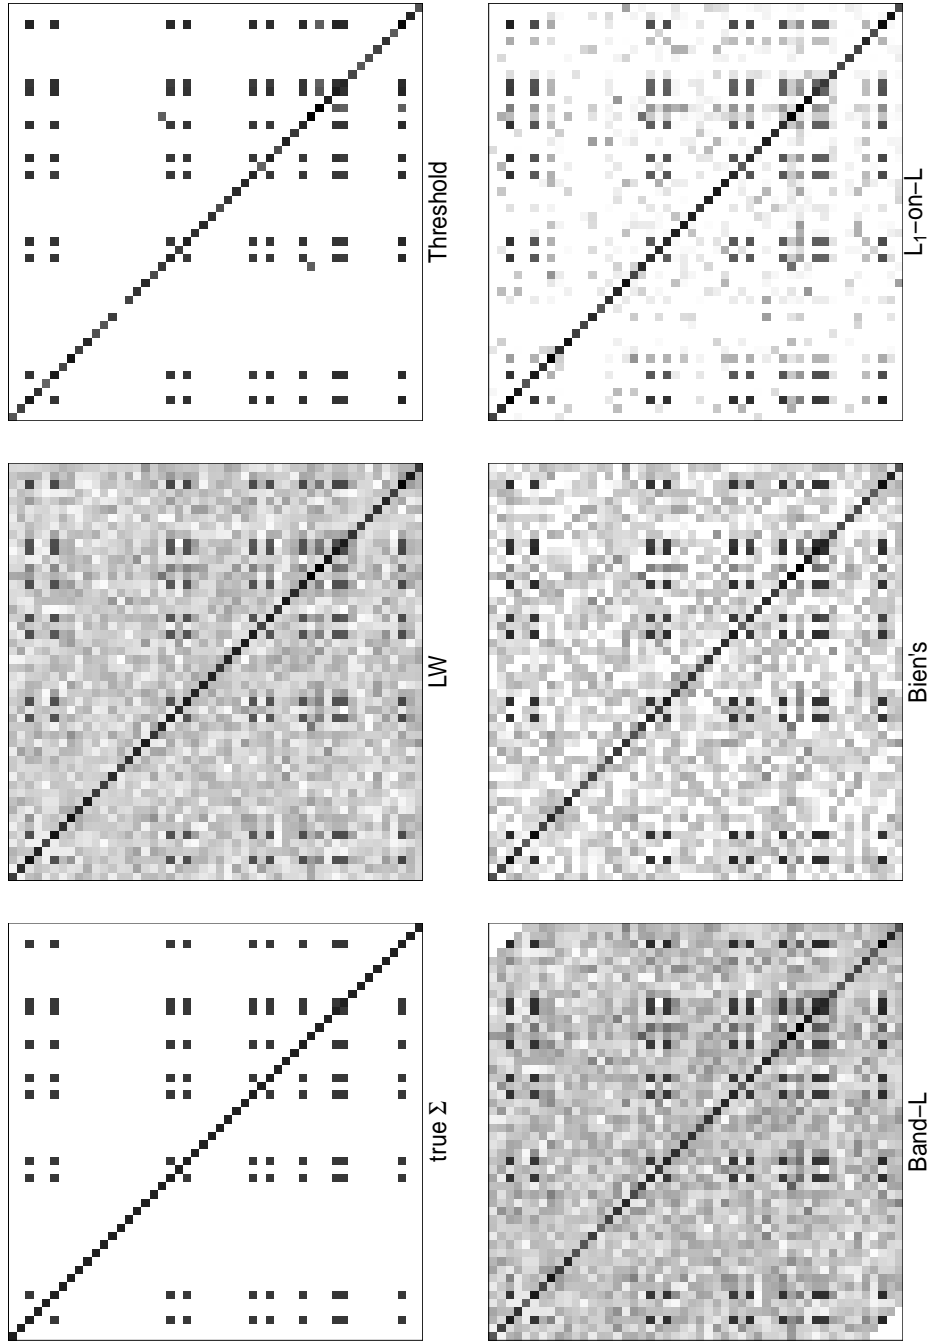 true Σ
LW
Threshold
Band–L
Bien's
L₁–on–L